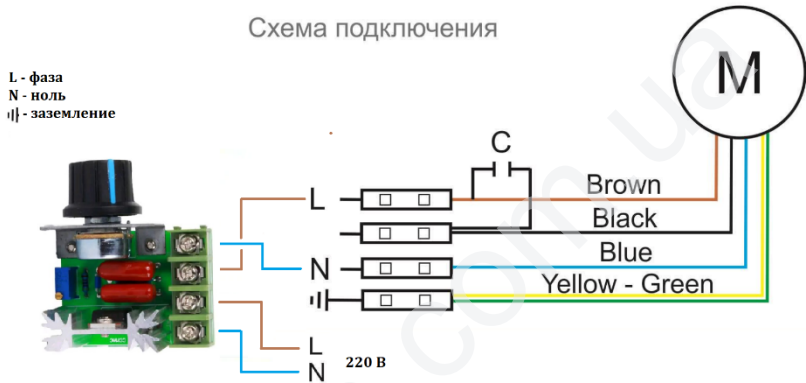 Схема подключения
L - фаза
N - ноль
- заземление
M
C
L
Brown
Black
N
Blue
Yellow - Green
L
220 В
N
com.ua